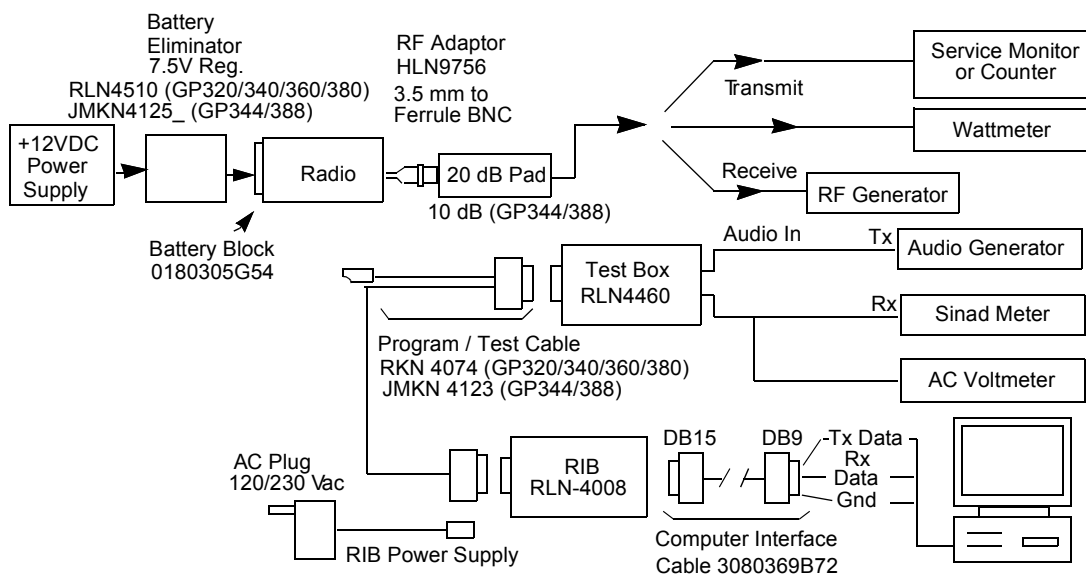 Battery
Eliminator
7.5V Reg.
RLN4510 (GP320/340/360/380)
JMKN4125_ (GP344/388)
RF Adaptor
HLN9756
3.5 mm to
Ferrule BNC
Service Monitor
or Counter
Transmit
Wattmeter
+12VDC
Power
Supply
Radio
20 dB Pad
10 dB (GP344/388)
Receive
RF Generator
Battery Block
0180305G54
Audio In
Tx
Audio Generator
Test Box
RLN4460
Rx
Sinad Meter
Program / Test Cable
RKN 4074 (GP320/340/360/380)
JMKN 4123 (GP344/388)
AC Voltmeter
DB15
DB9
Tx Data
Rx
Data
Gnd
RIB
RLN-4008
AC Plug
120/230 Vac
RIB Power Supply
Computer Interface
Cable 3080369B72